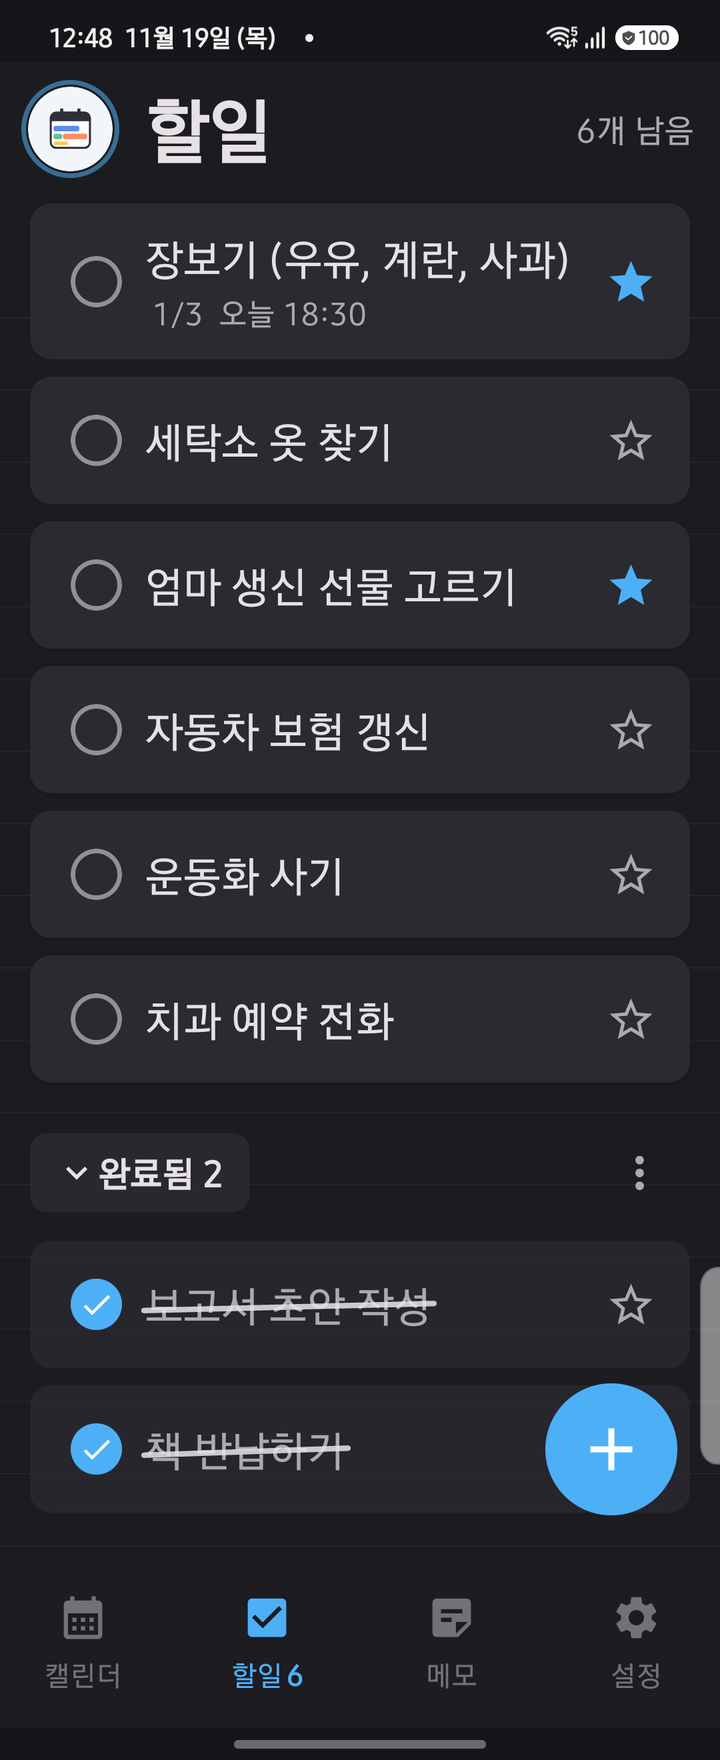 12:48 11월 19일 (목)
100
할일
6개 남음
장보기 (우유, 계란, 사과)
1/3 오늘 18:30
세탁소 옷 찾기
엄마 생신 선물 고르기
자동차 보험 갱신
운동화 사기
치과 예약 전화
완료됨 2
보고서 초안 작성
책 반납하기
캘린더
할일 6
메모
설정